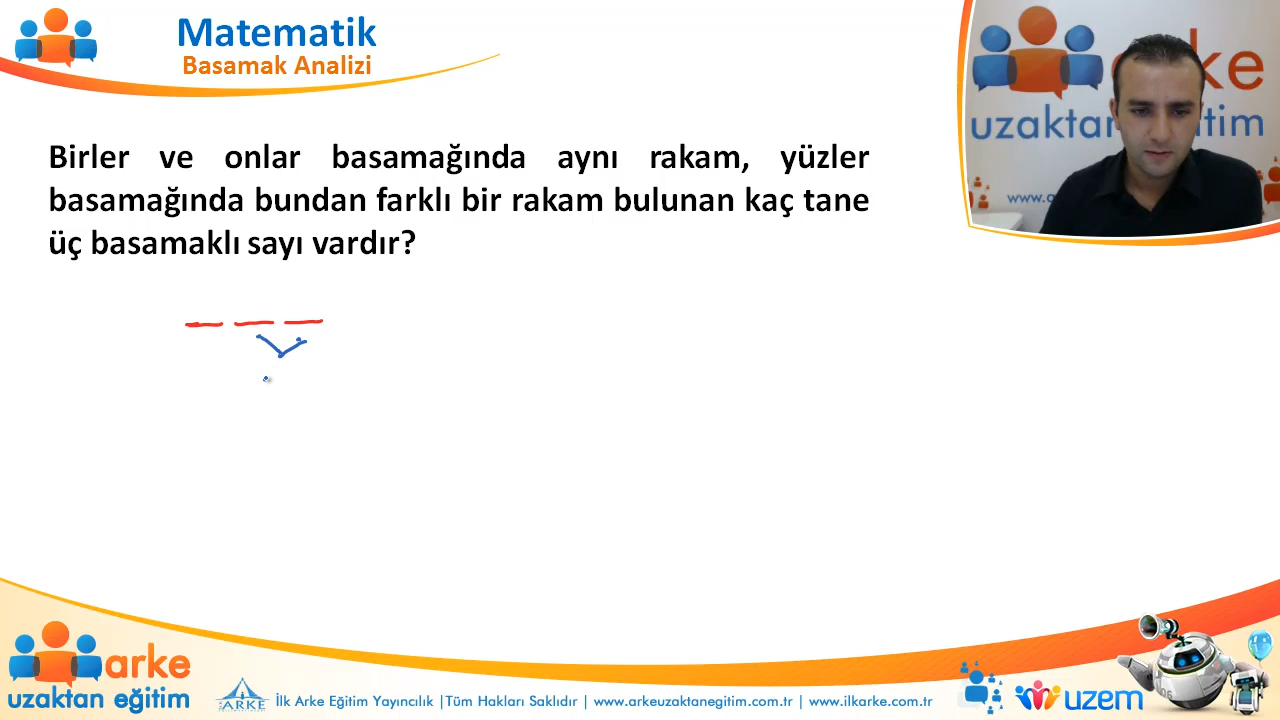 Matematik
Basamak Analizi
Birler ve onlar basamağında aynı rakam, yüzler
basamağında bundan farklı bir rakam bulunan kaç tane
üç basamaklı sayı vardır?
arke
uzaktan eğitim
www.a
arke
uzaktan eğitim
ARKE
İlk Arke Eğitim Yayıncılık |Tüm Hakları Saklıdır | www.arkeuzaktanegitim.com.tr | www.ilkarke.com.tr
uzem